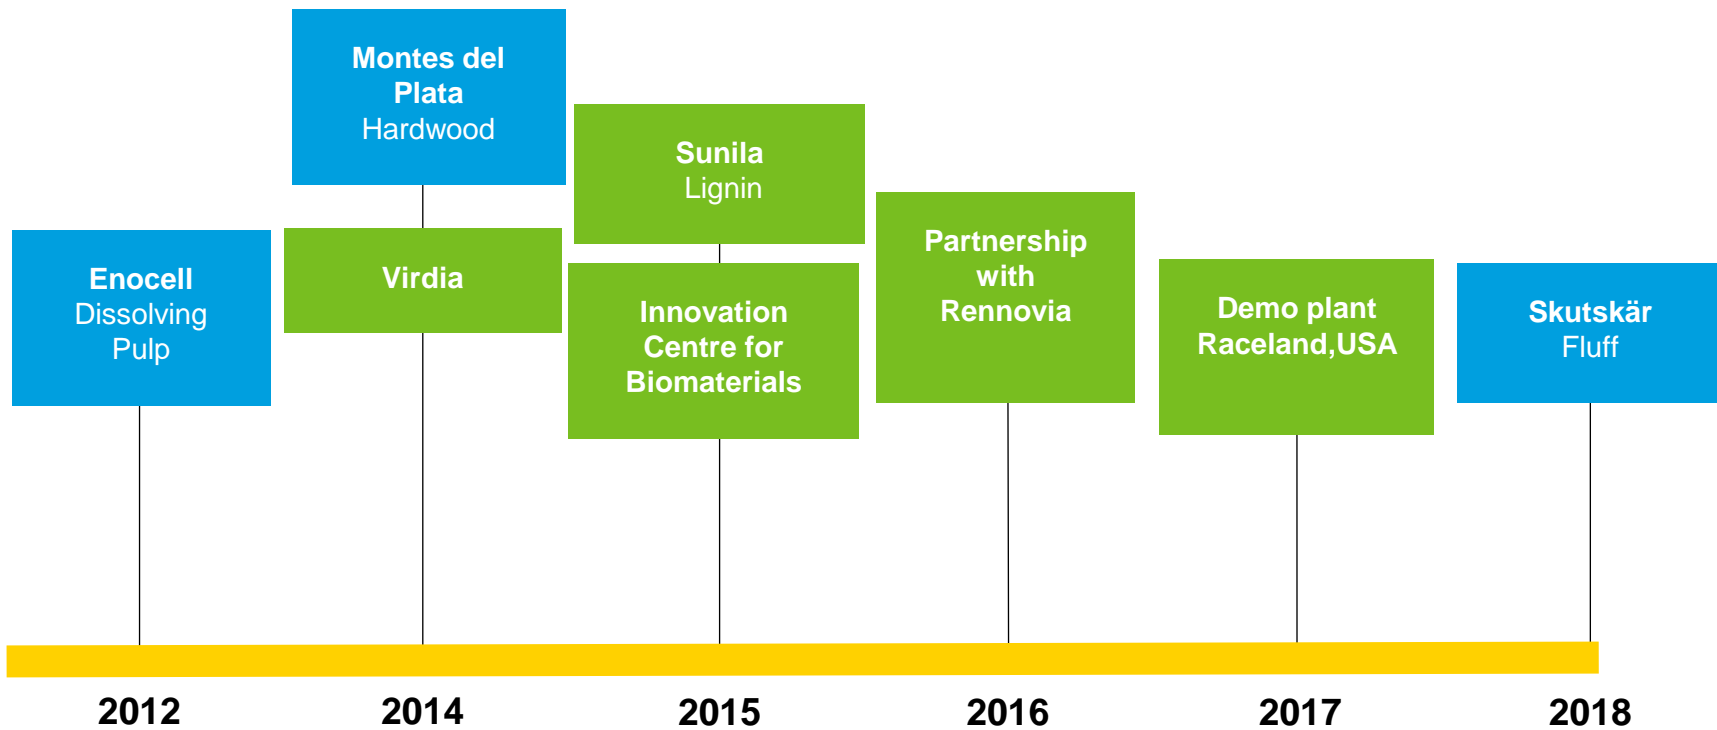 Montes del
Plata
Hardwood
Sunila
Lignin
Enocell
Dissolving
Pulp
Virdia
Innovation
Centre for
Biomaterials
Partnership
with
Rennovia
Demo plant
Raceland,USA
Skutskär
Fluff
2012
2014
2015
2016
2017
2018